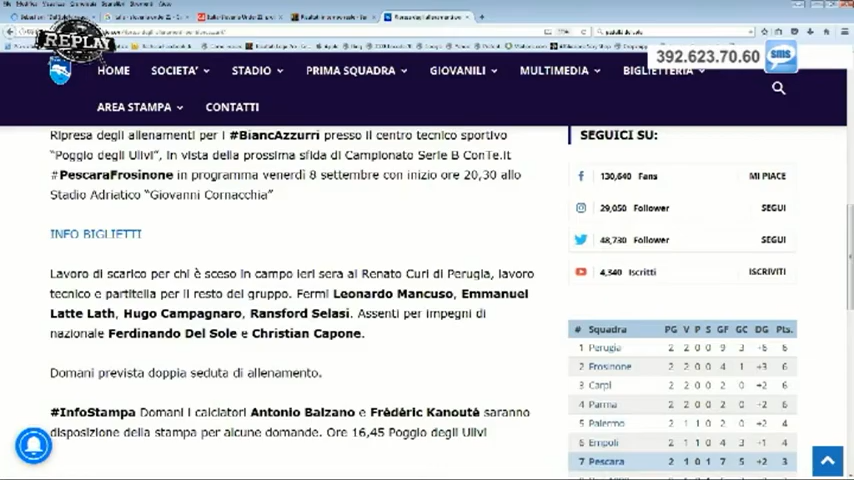 REPLAY
392.623.70.60
sms
HOME SOCIETA' STADIO PRIMA SQUADRA GIOVANILI MULTIMEDIA BIGLIETTERIA
AREA STAMPA CONTATTI
Ripresa degli allenamenti per i #BiancAzzurri presso il centro tecnico sportivo
"Poggio degli Ulivi", in vista della prossima sfida di Campionato Serie B ConTe.it
#PescaraFrosinone in programma venerdì 8 settembre con inizio ore 20,30 allo
Stadio Adriatico "Giovanni Cornacchia"
INFO BIGLIETTI
Lavoro di scarico per chi è sceso in campo ieri sera al Renato Curi di Perugia, lavoro
tecnico e partitella per il resto del gruppo. Fermi Leonardo Mancuso, Emmanuel
Latte Lath, Hugo Campagnaro, Ransford Selasi. Assenti per impegni di
nazionale Ferdinando Del Sole e Christian Capone.
Domani prevista doppia seduta di allenamento.
#InfoStampa Domani i calciatori Antonio Balzano e Frédéric Kanouté saranno
disposizione della stampa per alcune domande. Ore 16,45 Poggio degli Ulivi
SEGUICI SU:
130,640 Fans MI PIACE
29,050 Follower SEGUI
48,730 Follower SEGUI
4,340 Iscritti ISCRIVITI
# Squadra PG V P S GF GC DG Pts.
1 Perugia 2 2 0 0 9 3 +6 6
2 Frosinone 2 2 0 0 4 1 +3 6
3 Carpi 2 2 0 0 2 0 +2 6
4 Parma 2 2 0 0 2 0 +2 6
5 Palermo 2 1 1 0 2 0 +2 4
6 Empoli 2 1 1 0 4 3 +1 4
7 Pescara 2 1 0 1 7 5 +2 3